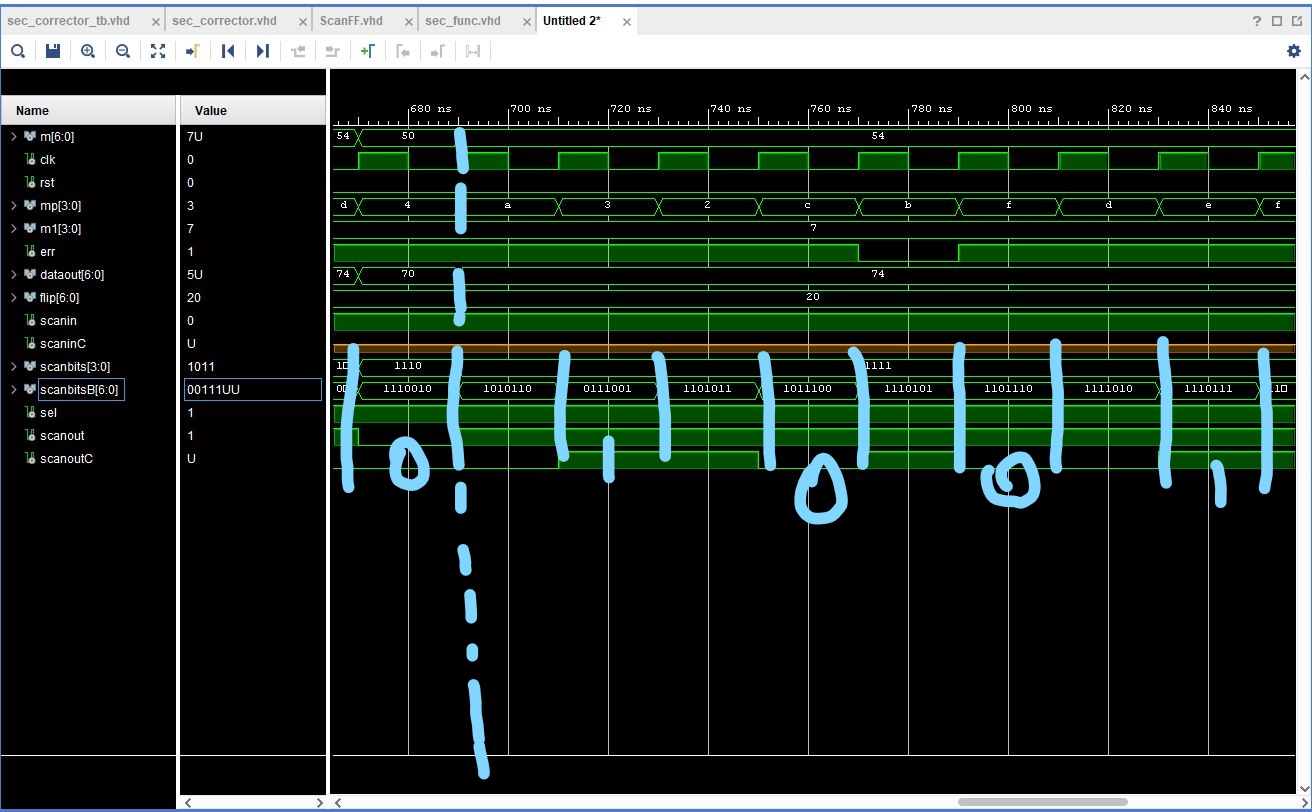 sec_corrector_tb.vhd sec_corrector.vhd ScanFF.vhd sec_func.vhd Untitled 2*
Name Value
680 ns 700 ns 720 ns 740 ns 760 ns 780 ns 800 ns 820 ns 840 ns
m[6:0] 7U 54 50 54
clk 0
rst 0
mp[3:0] 3 d 4 a 3 2 c b f d e f
m1[3:0] 7 7
err 1
dataout[6:0] 5U 74 70 74
flip[6:0] 20 20
scanin 0
scaninC U
scanbits[3:0] 1011 1110 1111
scanbitsB[6:0] 00111UU 1110010 1010110 0111001 1101011 1011100 1110101 1101110 1111010 1110111
sel 1
scanout 1
scanoutC U